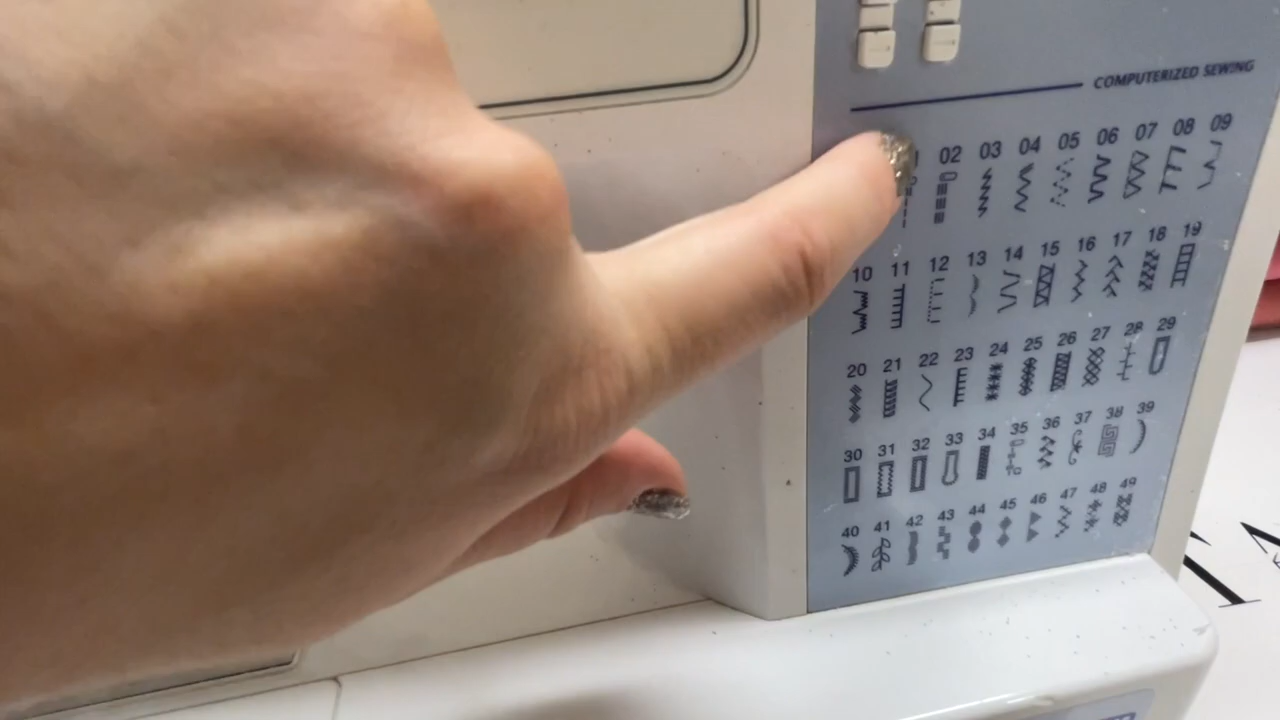 COMPUTERIZED SEWING
02 03 04 05 06 07 08 09
10 11 12 13 14 15 16 17 18 19
20 21 22 23 24 25 26 27 28 29
30 31 32 33 34 35 36 37 38 39
40 41 42 43 44 45 46 47 48 49